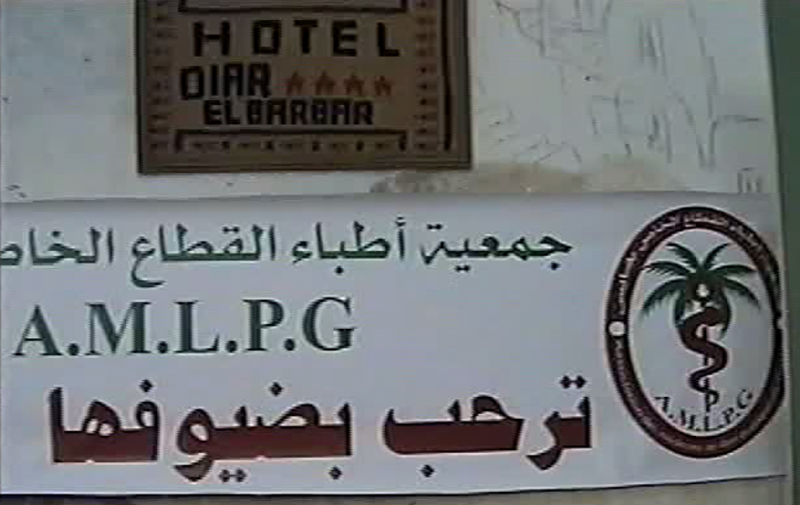 HOTEL
DIAR
EL BARBAR
جمعية أطباء القطاع الخاص
A.M.L.P.G
ترحب بضيوفها
A.M.L.P.G